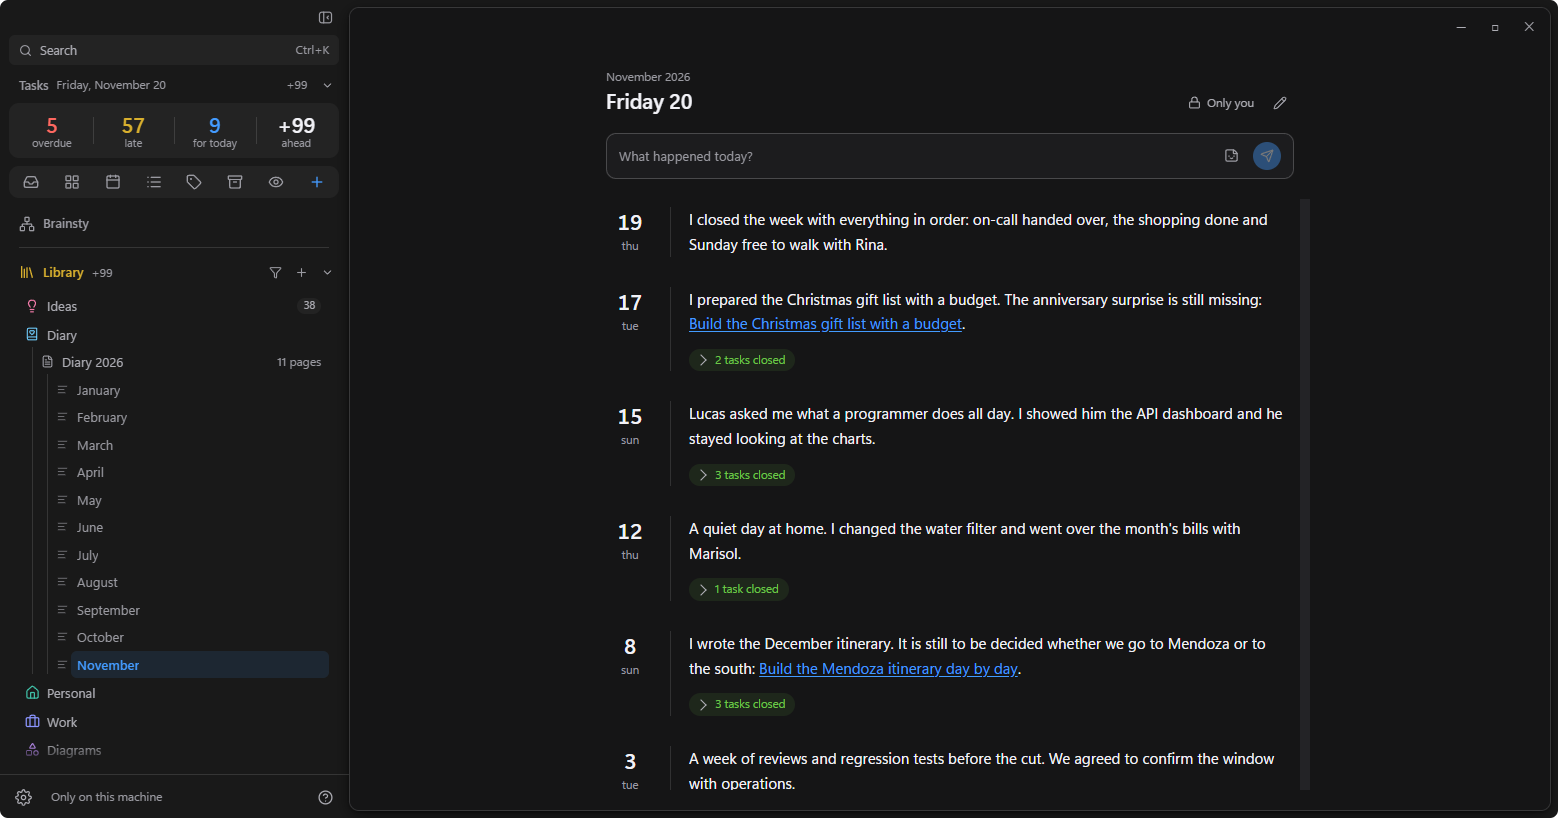 Search Ctrl+K
Tasks Friday, November 20 +99
5 57 9 +99
overdue late for today ahead
Brainsty
Library +99
Ideas 38
Diary
Diary 2026 11 pages
January
February
March
April
May
June
July
August
September
October
November
Personal
Work
Diagrams
Only on this machine
November 2026
Friday 20
Only you
What happened today?
19
thu
I closed the week with everything in order: on-call handed over, the shopping done and
Sunday free to walk with Rina.
17
tue
I prepared the Christmas gift list with a budget. The anniversary surprise is still missing:
Build the Christmas gift list with a budget.
2 tasks closed
15
sun
Lucas asked me what a programmer does all day. I showed him the API dashboard and he
stayed looking at the charts.
3 tasks closed
12
thu
A quiet day at home. I changed the water filter and went over the month's bills with
Marisol.
1 task closed
8
sun
I wrote the December itinerary. It is still to be decided whether we go to Mendoza or to
the south: Build the Mendoza itinerary day by day.
3 tasks closed
3
tue
A week of reviews and regression tests before the cut. We agreed to confirm the window
with operations.